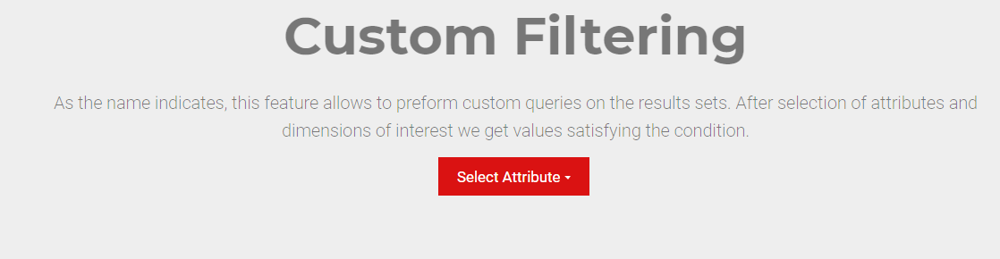 Custom Filtering
As the name indicates, this feature allows to preform custom queries on the results sets. After selection of attributes and
dimensions of interest we get values satisfying the condition.
Select Attribute